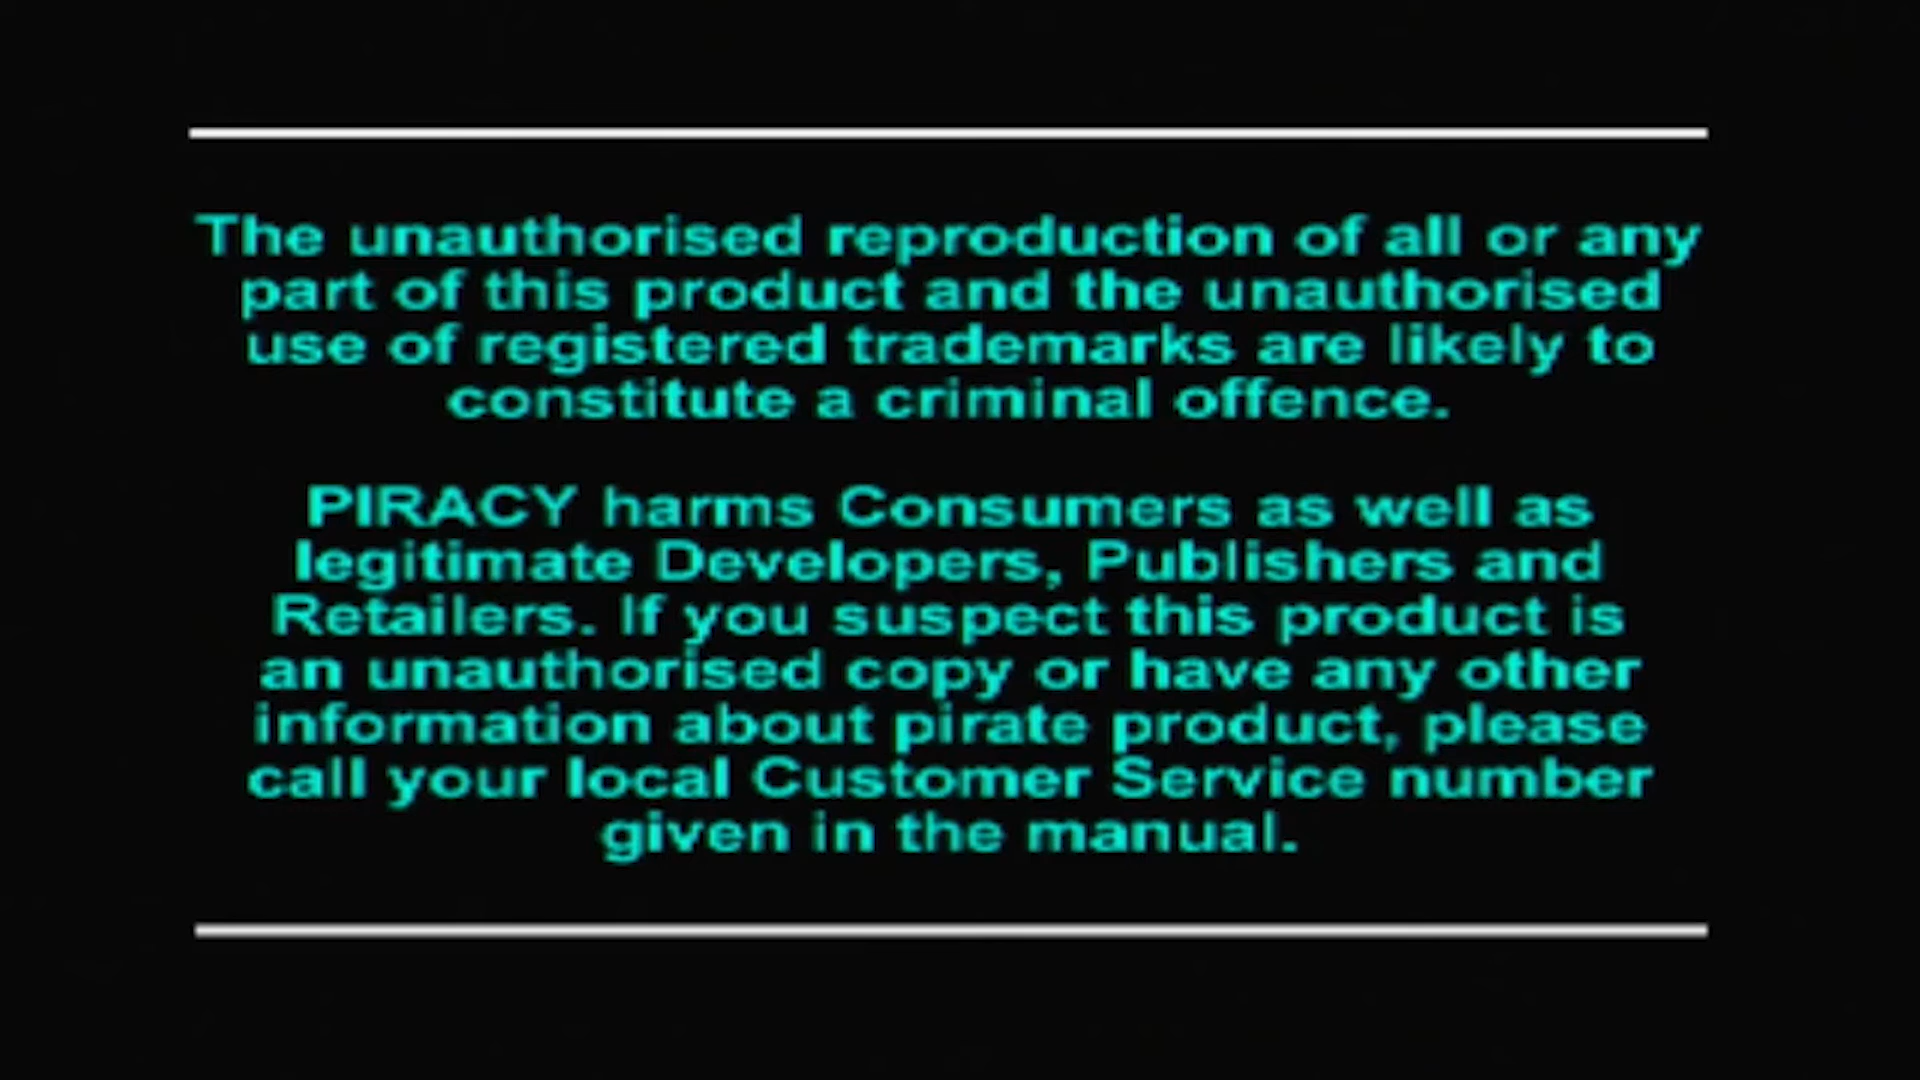 The unauthorised reproduction of all or any
part of this product and the unauthorised
use of registered trademarks are likely to
constitute a criminal offence.
PIRACY harms Consumers as well as
legitimate Developers, Publishers and
Retailers. If you suspect this product is
an unauthorised copy or have any other
information about pirate product, please
call your local Customer Service number
given in the manual.